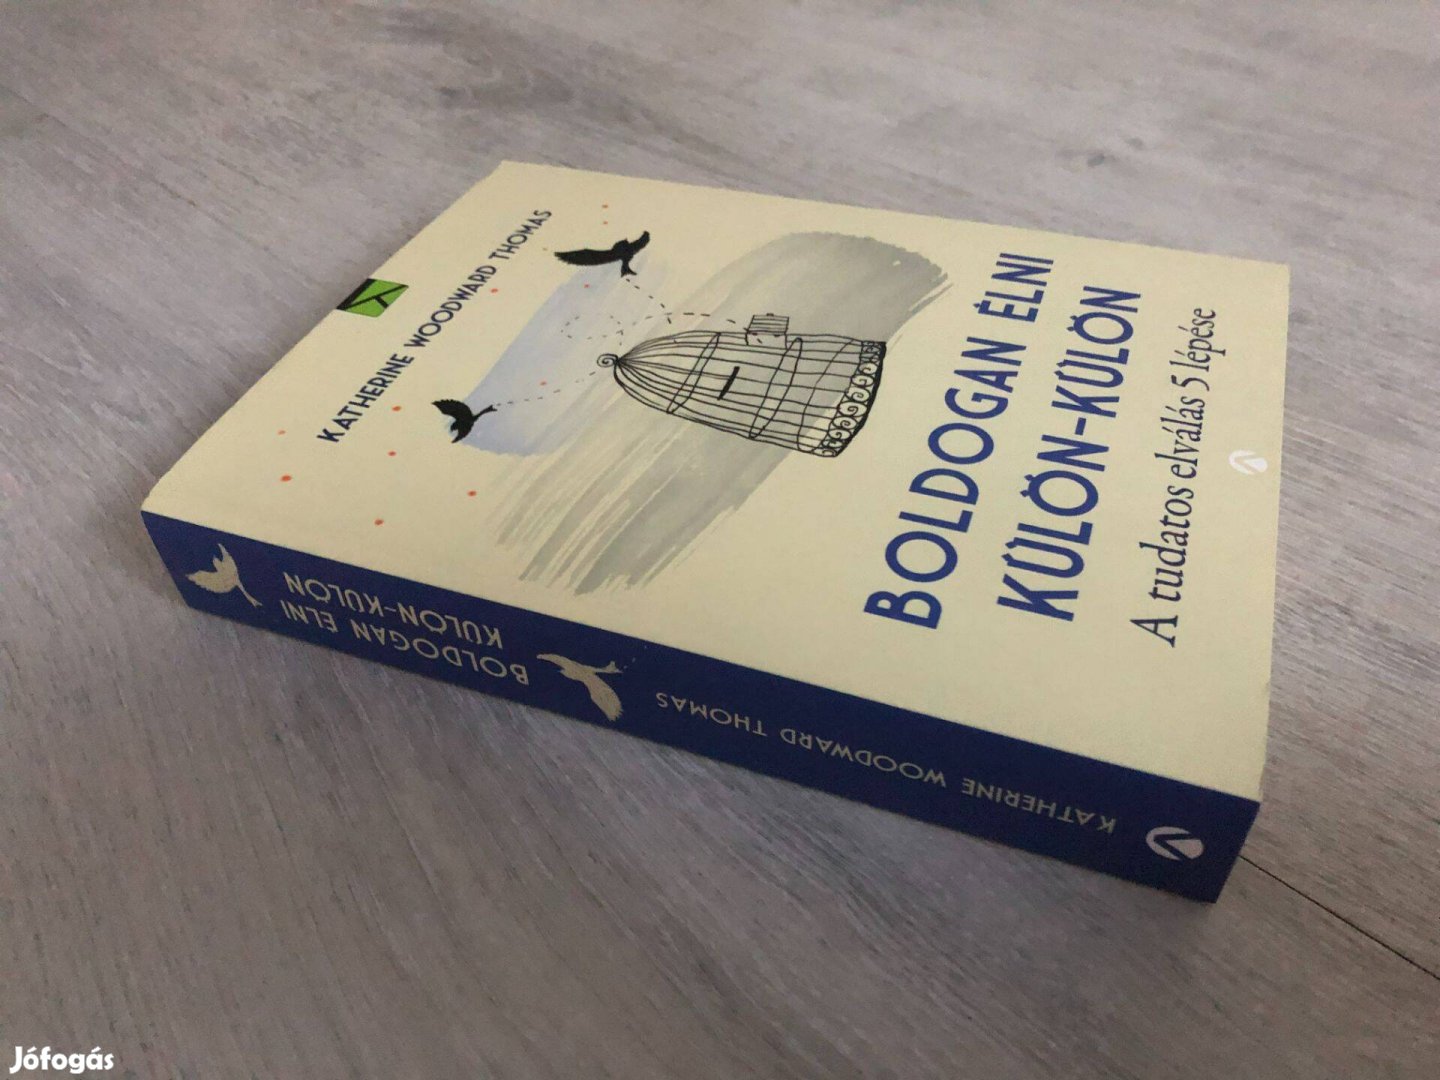 KATHERINE WOODWARD THOMAS
BOLDOGAN ÉLNI
KÜLÖN-KÜLÖN
A tudatos elválás 5 lépése
BOLDOGAN ÉLNI
KÜLÖN-KÜLÖN
KATHERINE WOODWARD THOMAS
Jófogás